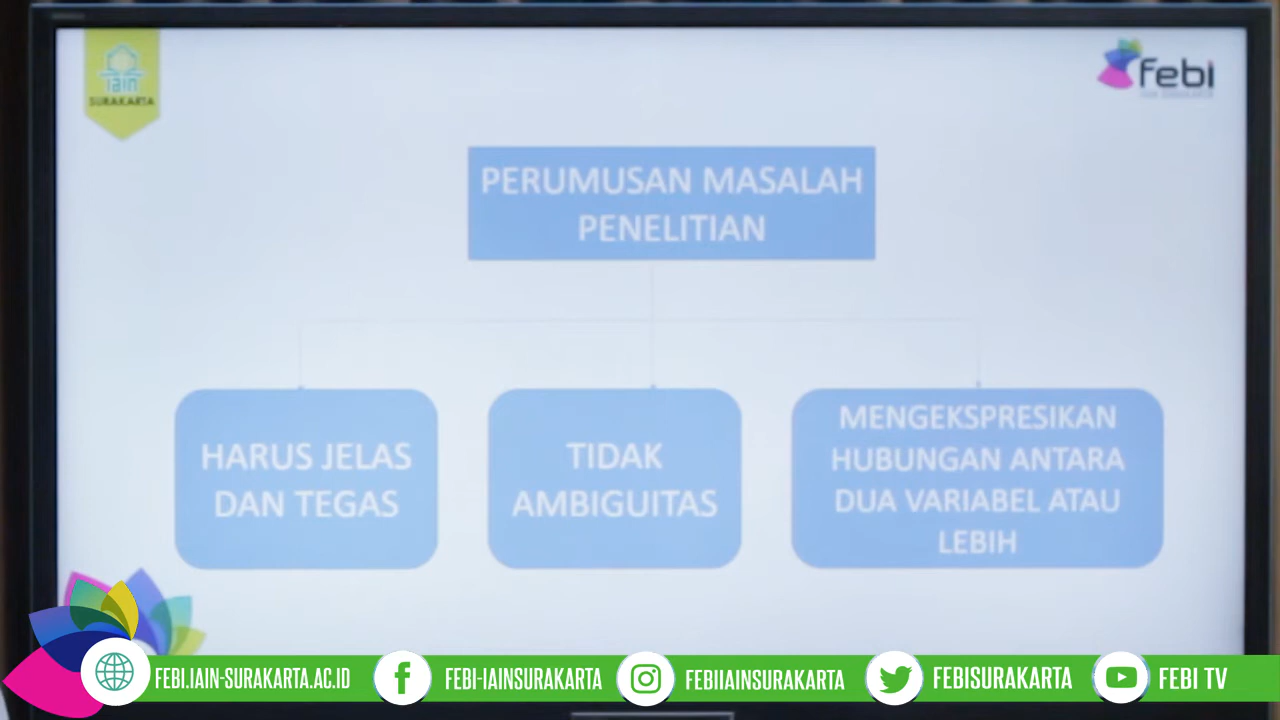 iain
SURAKARTA
febi
PERUMUSAN MASALAH
PENELITIAN
HARUS JELAS
DAN TEGAS
TIDAK
AMBIGUITAS
MENGEKSPRESIKAN
HUBUNGAN ANTARA
DUA VARIABEL ATAU
LEBIH
FEBI.IAIN-SURAKARTA.AC.ID
FEBI-IAINSURAKARTA
FEBIIAINSURAKARTA
FEBISURAKARTA
FEBI TV